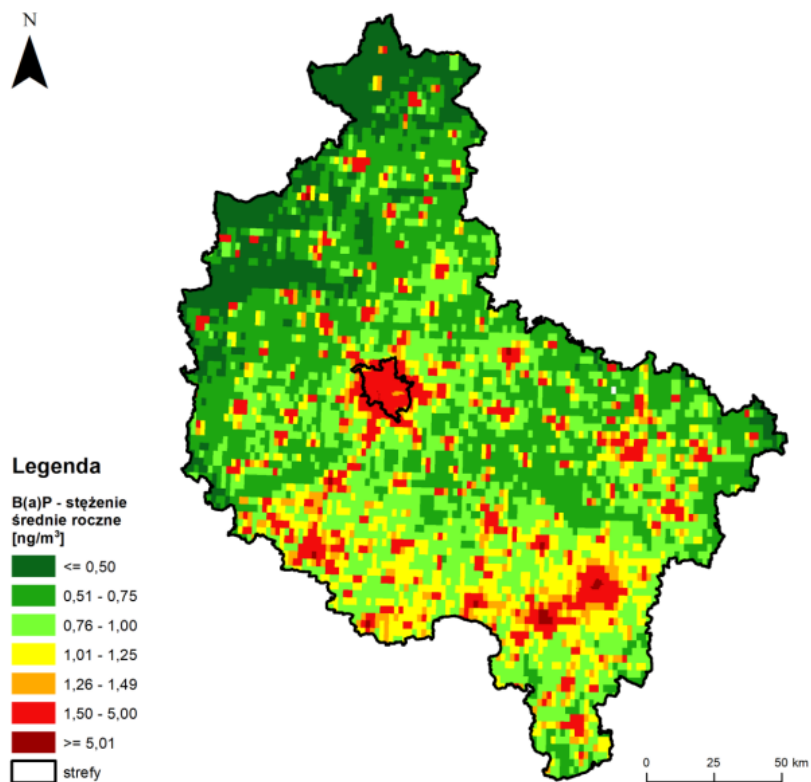 N
Legenda
B(a)P - stężenie
średnie roczne
[ng/m³]
<= 0,50
0,51 - 0,75
0,76 - 1,00
1,01 - 1,25
1,26 - 1,49
1,50 - 5,00
>= 5,01
strefy
0 25 50 km